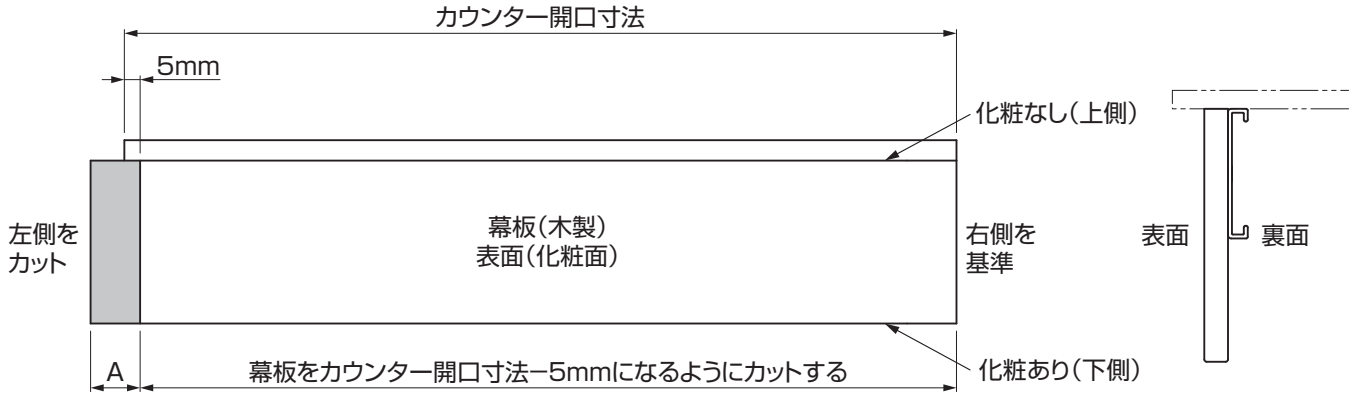 カウンター開口寸法
5mm
化粧なし（上側）
左側を
カット
幕板（木製）
表面（化粧面）
右側を
基準
表面
裏面
A
幕板をカウンター開口寸法−5mmになるようにカットする
化粧あり（下側）